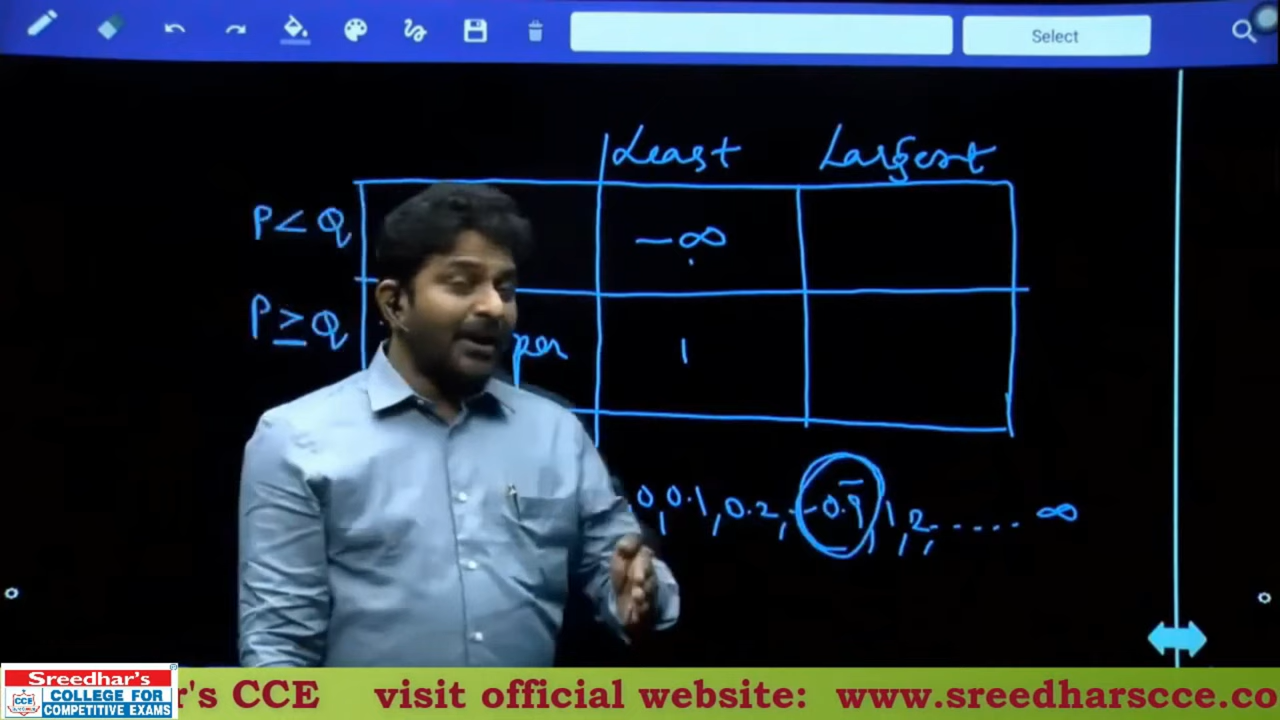 Select
Least Largest
P < Q -∞
P ≥ Q per 1
0, 0.1, 0.2, -- 0.9̅, 1, 2, ..... ∞
Sreedhar's
CCE
COLLEGE FOR
COMPETITIVE EXAMS
r's CCE visit official website: www.sreedharscce.co